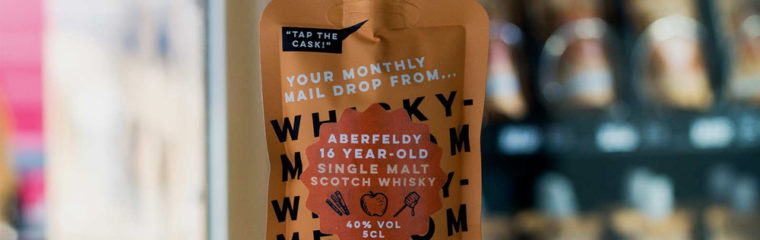 "TAP THE
CASK!"
YOUR MONTHLY
MAIL DROP FROM...
WHISKY-
ABERFELDY
16 YEAR-OLD
SINGLE MALT
SCOTCH WHISKY
40% VOL
5CL